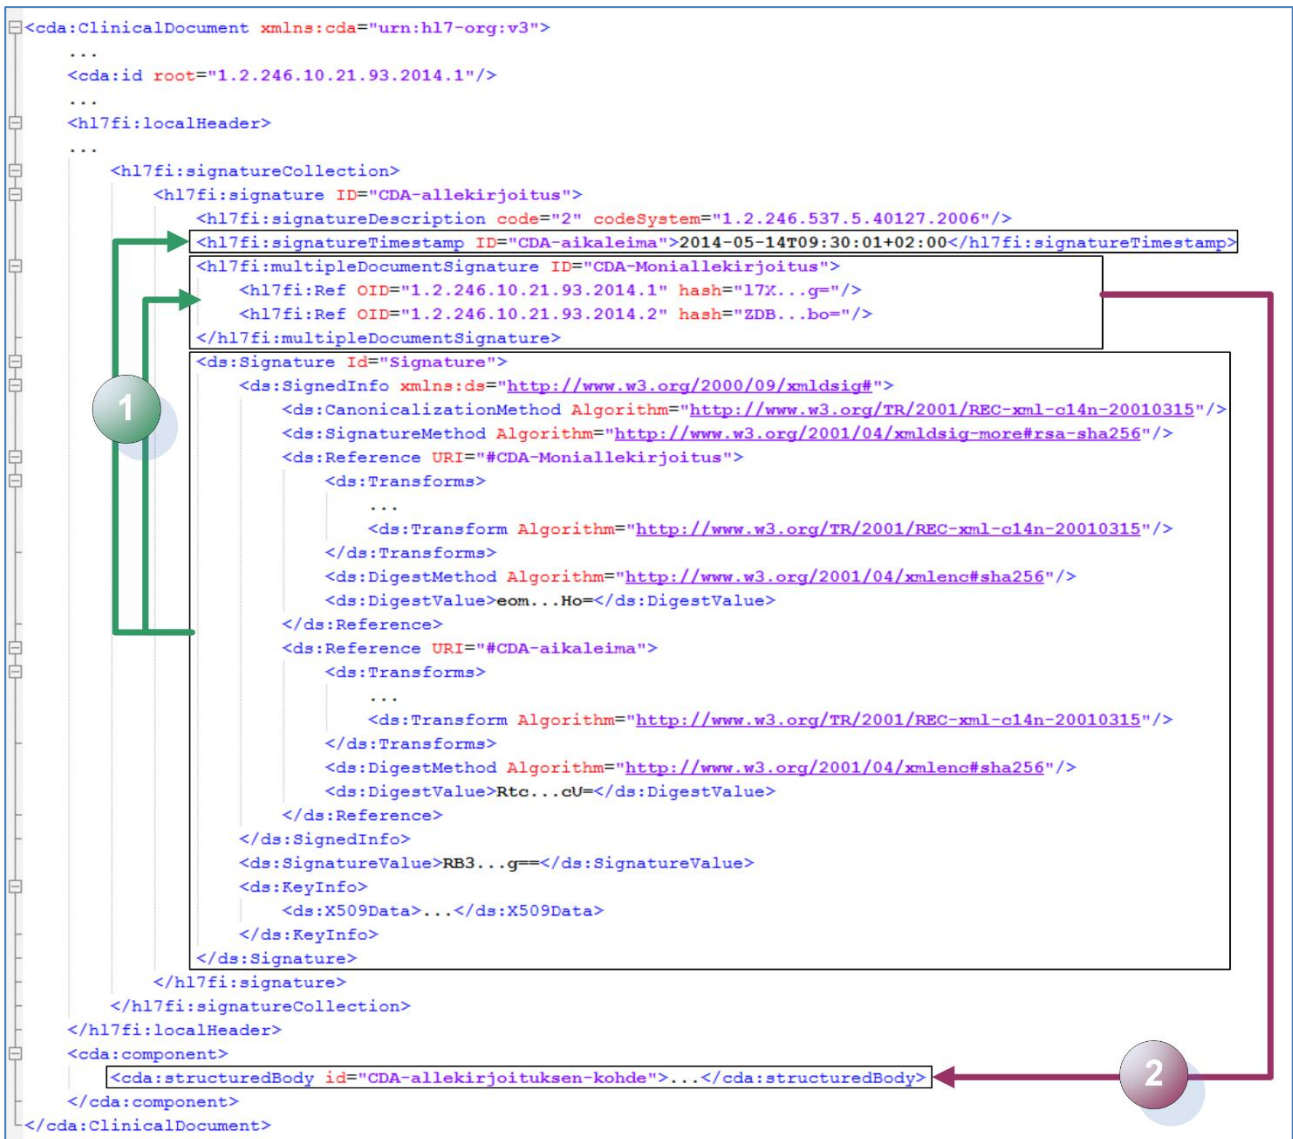 <cda:ClinicalDocument xmlns:cda="urn:hl7-org:v3">
...
<cda:id root="1.2.246.10.21.93.2014.1"/>
...
<hl7fi:localHeader>
...
<hl7fi:signatureCollection>
<hl7fi:signature ID="CDA-allekirjoitus">
<hl7fi:signatureDescription code="2" codeSystem="1.2.246.537.5.40127.2006"/>
<hl7fi:signatureTimestamp ID="CDA-aikaleima">2014-05-14T09:30:01+02:00</hl7fi:signatureTimestamp>
<hl7fi:multipleDocumentSignature ID="CDA-Moniallekirjoitus">
<hl7fi:Ref OID="1.2.246.10.21.93.2014.1" hash="l7X...g="/>
<hl7fi:Ref OID="1.2.246.10.21.93.2014.2" hash="ZDB...bo="/>
</hl7fi:multipleDocumentSignature>
<ds:Signature Id="Signature">
<ds:SignedInfo xmlns:ds="http://www.w3.org/2000/09/xmldsig#">
1
<ds:CanonicalizationMethod Algorithm="http://www.w3.org/TR/2001/REC-xml-c14n-20010315"/>
<ds:SignatureMethod Algorithm="http://www.w3.org/2001/04/xmldsig-more#rsa-sha256"/>
<ds:Reference URI="#CDA-Moniallekirjoitus">
<ds:Transforms>
...
<ds:Transform Algorithm="http://www.w3.org/TR/2001/REC-xml-c14n-20010315"/>
</ds:Transforms>
<ds:DigestMethod Algorithm="http://www.w3.org/2001/04/xmlenc#sha256"/>
<ds:DigestValue>eom...Ho=</ds:DigestValue>
</ds:Reference>
<ds:Reference URI="#CDA-aikaleima">
<ds:Transforms>
...
<ds:Transform Algorithm="http://www.w3.org/TR/2001/REC-xml-c14n-20010315"/>
</ds:Transforms>
<ds:DigestMethod Algorithm="http://www.w3.org/2001/04/xmlenc#sha256"/>
<ds:DigestValue>Rtc...cU=</ds:DigestValue>
</ds:Reference>
</ds:SignedInfo>
<ds:SignatureValue>RB3...g==</ds:SignatureValue>
<ds:KeyInfo>
<ds:X509Data>...</ds:X509Data>
</ds:KeyInfo>
</ds:Signature>
</hl7fi:signature>
</hl7fi:signatureCollection>
</hl7fi:localHeader>
<cda:component>
<cda:structuredBody id="CDA-allekirjoituksen-kohde">...</cda:structuredBody>
2
</cda:component>
</cda:ClinicalDocument>